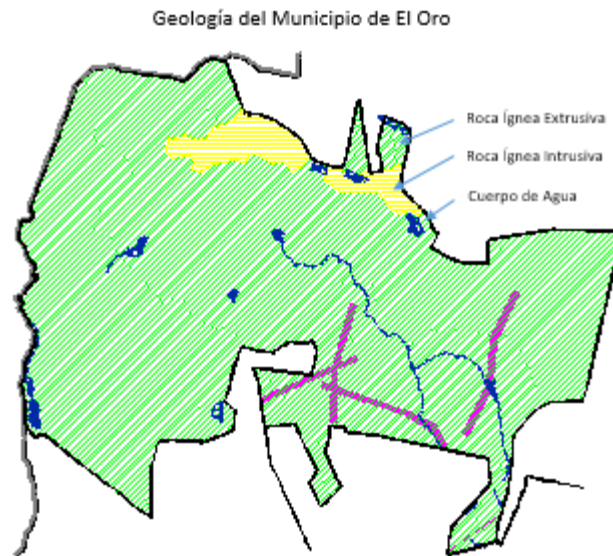 Geología del Municipio de El Oro
Roca Ígnea Extrusiva
Roca Ígnea Intrusiva
Cuerpo de Agua